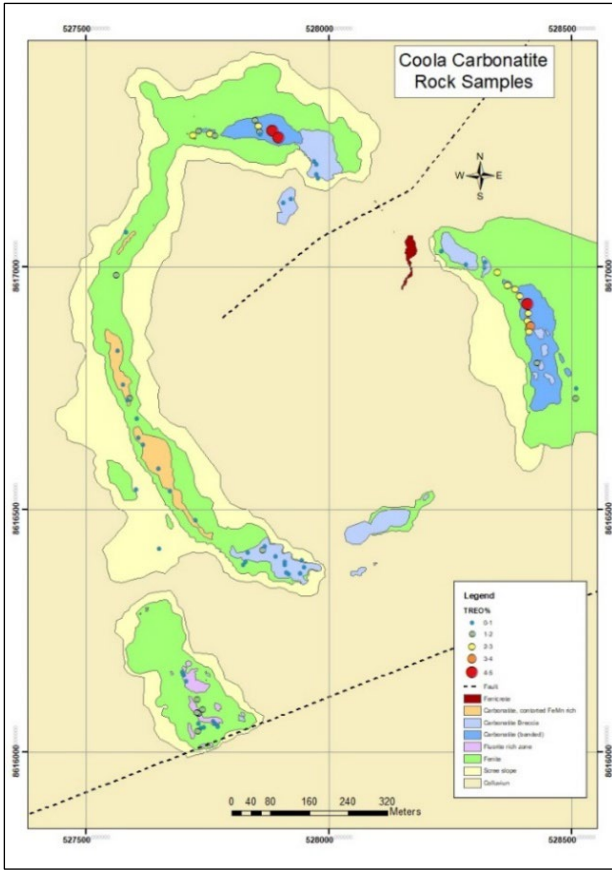 527500 528000 528500
Coola Carbonatite
Rock Samples
N
W E
S
8617000 8617000
8616500 8616500
Legend
TREO%
0-1
1-2
2-3
3-4
4-5
Fault
Ferricrete
Carbonatite, contorted FeMn rich
Carbonatite Breccia
Carbonatite (banded)
Fluorite rich zone
Fenite
Scree slope
Colluvium
8616000 8616000
0 40 80 160 240 320
Meters
527500 528000 528500